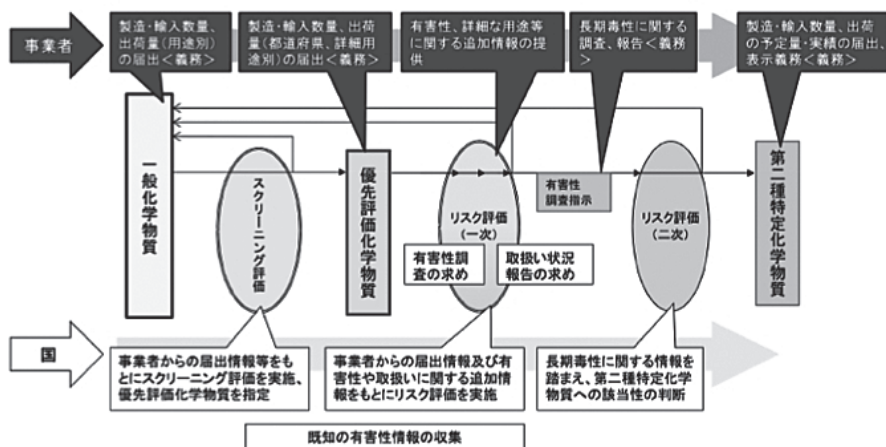 事業者
製造・輸入数量、
出荷量(用途別)
の届出<義務>
製造・輸入数量、出荷
量(都道府県、詳細用
途別)の届出<義務>
有害性、詳細な用途等
に関する追加情報の提
供
長期毒性に関する
調査、報告<義務
>
製造・輸入数量、出荷
の予定量・実績の届出、
表示義務<義務>
一般化学物質
スクリーニング評価
優先評価化学物質
リスク評価
(一次)
有害性調
査の求め
取扱い状況
報告の求め
有害性
調査指示
リスク評価
(二次)
第二種特定化学物質
国
事業者からの届出情報等をも
とにスクリーニング評価を実施、
優先評価化学物質を指定
事業者からの届出情報及び有
害性や取扱いに関する追加情
報をもとにリスク評価を実施
長期毒性に関する情報を
踏まえ、第二種特定化学
物質への該当性の判断
既知の有害性情報の収集